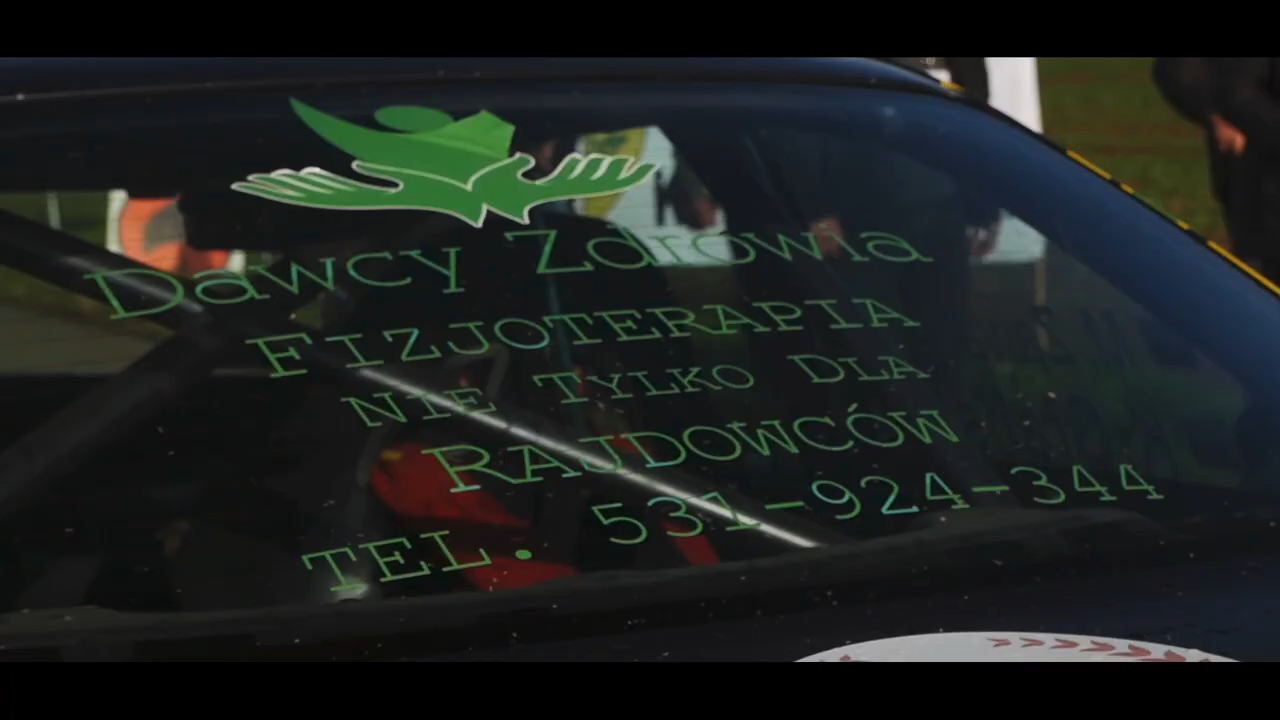 Dawcy Zdrowia
FIZJOTERAPIA
NIE TYLKO DLA
RAJDOWCÓW
TEL. 531-924-344